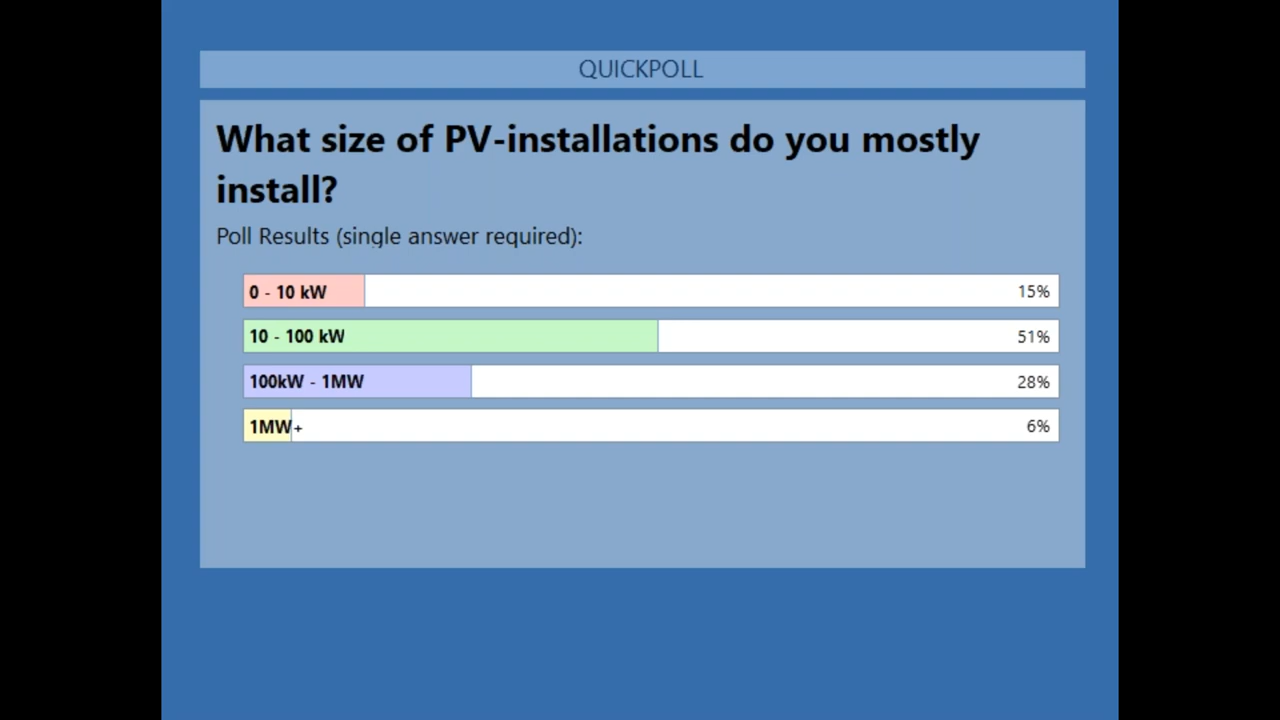 QUICKPOLL
What size of PV-installations do you mostly
install?
Poll Results (single answer required):
0 - 10 kW 15%
10 - 100 kW 51%
100kW - 1MW 28%
1MW+ 6%